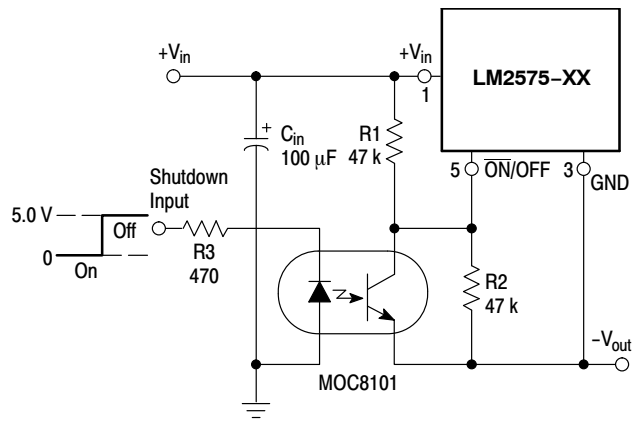 +Vin
+Vin
1
LM2575–XX
Cin
100 μF
+
R1
47 k
5
ON/OFF
3
GND
Shutdown
Input
5.0 V
Off
0
On
R3
470
R2
47 k
–Vout
MOC8101